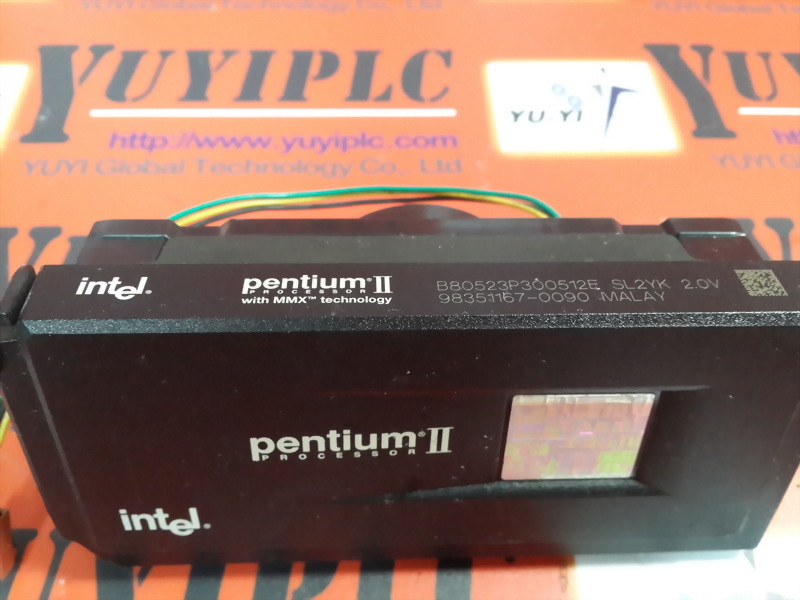 YUYIPLC
http://www.yuyiplc.com
YUYI Global Technology Co., Ltd
YU YI
intel®
pentium® II
PROCESSOR
with MMX™ technology
B80523P300512E SL2YK 2.0V
98351167-0090 MALAY
pentium® II
PROCESSOR
intel®